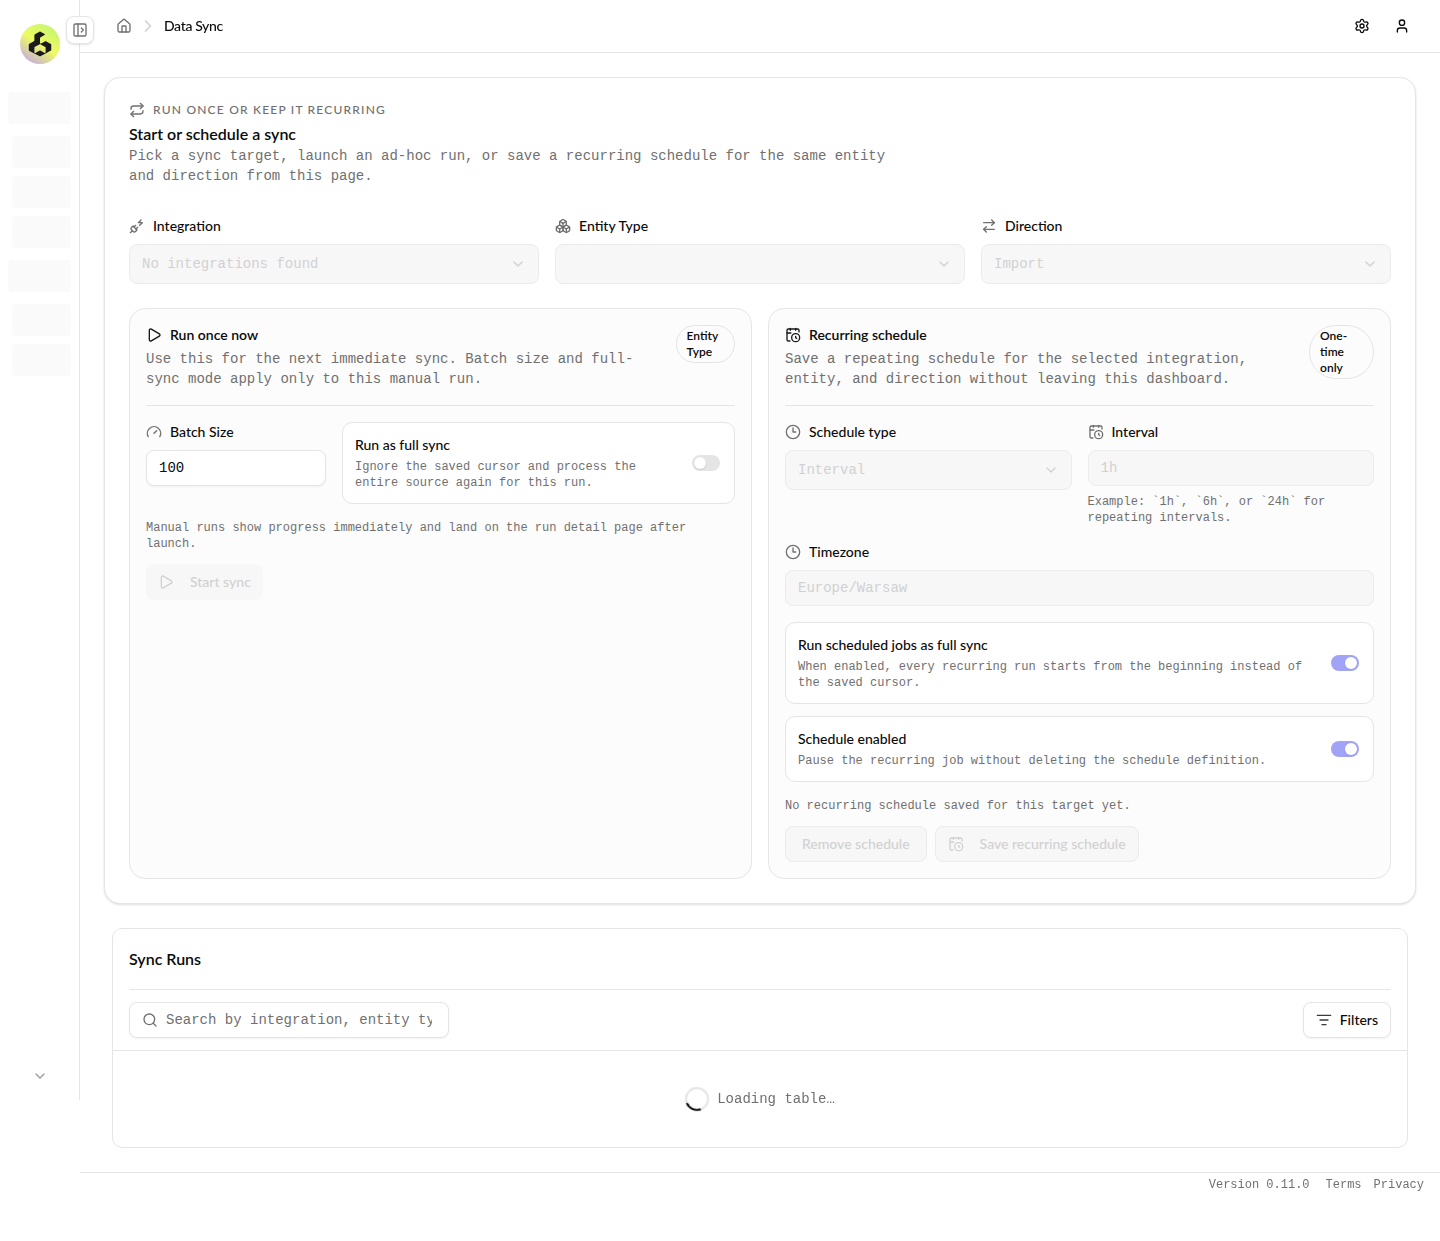 Data Sync
RUN ONCE OR KEEP IT RECURRING
Start or schedule a sync
Pick a sync target, launch an ad-hoc run, or save a recurring schedule for the same entity
and direction from this page.
Integration
Entity Type
Direction
No integrations found
Import
Run once now
Entity
Type
Use this for the next immediate sync. Batch size and full-
sync mode apply only to this manual run.
Batch Size
100
Run as full sync
Ignore the saved cursor and process the
entire source again for this run.
Manual runs show progress immediately and land on the run detail page after
launch.
Start sync
Recurring schedule
One-
time
only
Save a repeating schedule for the selected integration,
entity, and direction without leaving this dashboard.
Schedule type
Interval
Interval
1h
Example: `1h`, `6h`, or `24h` for
repeating intervals.
Timezone
Europe/Warsaw
Run scheduled jobs as full sync
When enabled, every recurring run starts from the beginning instead of
the saved cursor.
Schedule enabled
Pause the recurring job without deleting the schedule definition.
No recurring schedule saved for this target yet.
Remove schedule
Save recurring schedule
Sync Runs
Search by integration, entity ty
Filters
Loading table…
Version 0.11.0
Terms
Privacy